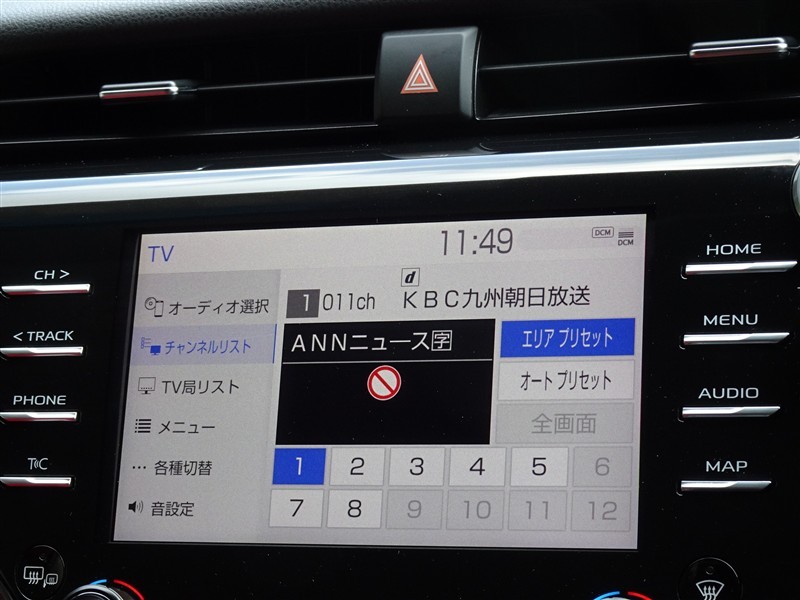 TV
11:49
DCM
DCM
CH >
< TRACK
PHONE
T/C
HOME
MENU
AUDIO
MAP
オーディオ選択
チャンネルリスト
TV局リスト
メニュー
… 各種切替
音設定
d
1 011ch KBC九州朝日放送
ANNニュース字
エリア プリセット
オート プリセット
全画面
1 2 3 4 5 6
7 8 9 10 11 12